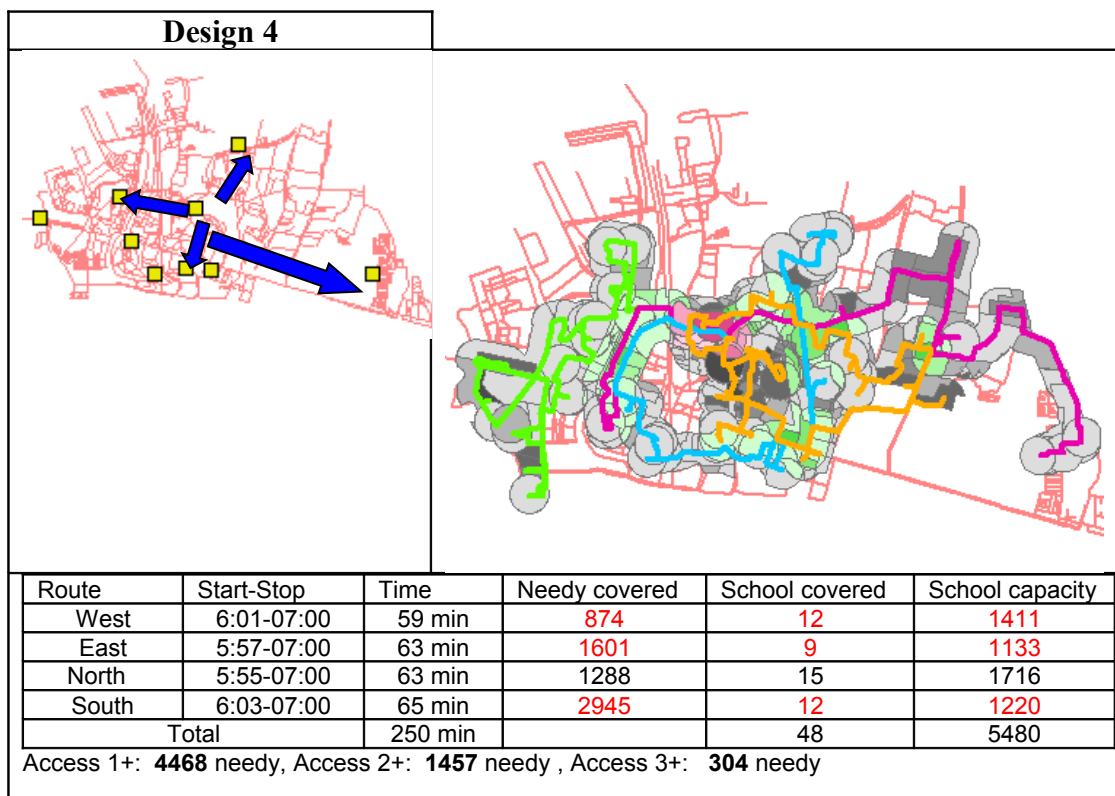 Design 4
Route Start-Stop Time Needy covered School covered School capacity
West 6:01-07:00 59 min 874 12 1411
East 5:57-07:00 63 min 1601 9 1133
North 5:55-07:00 63 min 1288 15 1716
South 6:03-07:00 65 min 2945 12 1220
Total 250 min 48 5480
Access 1+: 4468 needy, Access 2+: 1457 needy , Access 3+: 304 needy